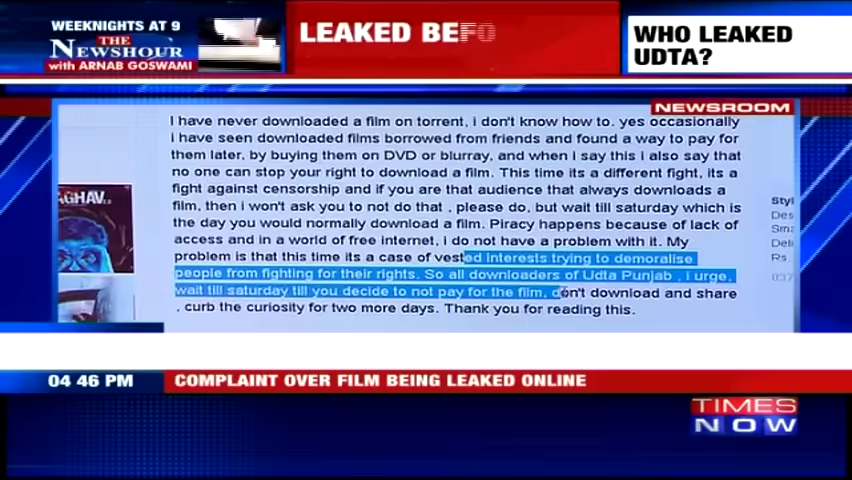 WEEKNIGHTS AT 9
THE
NEWSHOUR
with ARNAB GOSWAMI
LEAKED BEFO
WHO LEAKED
UDTA?
NEWSROOM
I have never downloaded a film on torrent, i don't know how to. yes occasionally
i have seen downloaded films borrowed from friends and found a way to pay for
them later, by buying them on DVD or blurray, and when i say this i also say that
no one can stop your right to download a film. This time its a different fight, its a
fight against censorship and if you are that audience that always downloads a
film, then i won't ask you to not do that , please do, but wait till saturday which is
the day you would normally download a film. Piracy happens because of lack of
access and in a world of free internet, i do not have a problem with it. My
problem is that this time its a case of vested interests trying to demoralise
people from fighting for their rights. So all downloaders of Udta Punjab , i urge,
wait till saturday till you decide to not pay for the film, don't download and share
, curb the curiosity for two more days. Thank you for reading this.
AGHAV
Styl
Des
Sma
Deli
Rs
04 46 PM
COMPLAINT OVER FILM BEING LEAKED ONLINE
TIMES
NOW